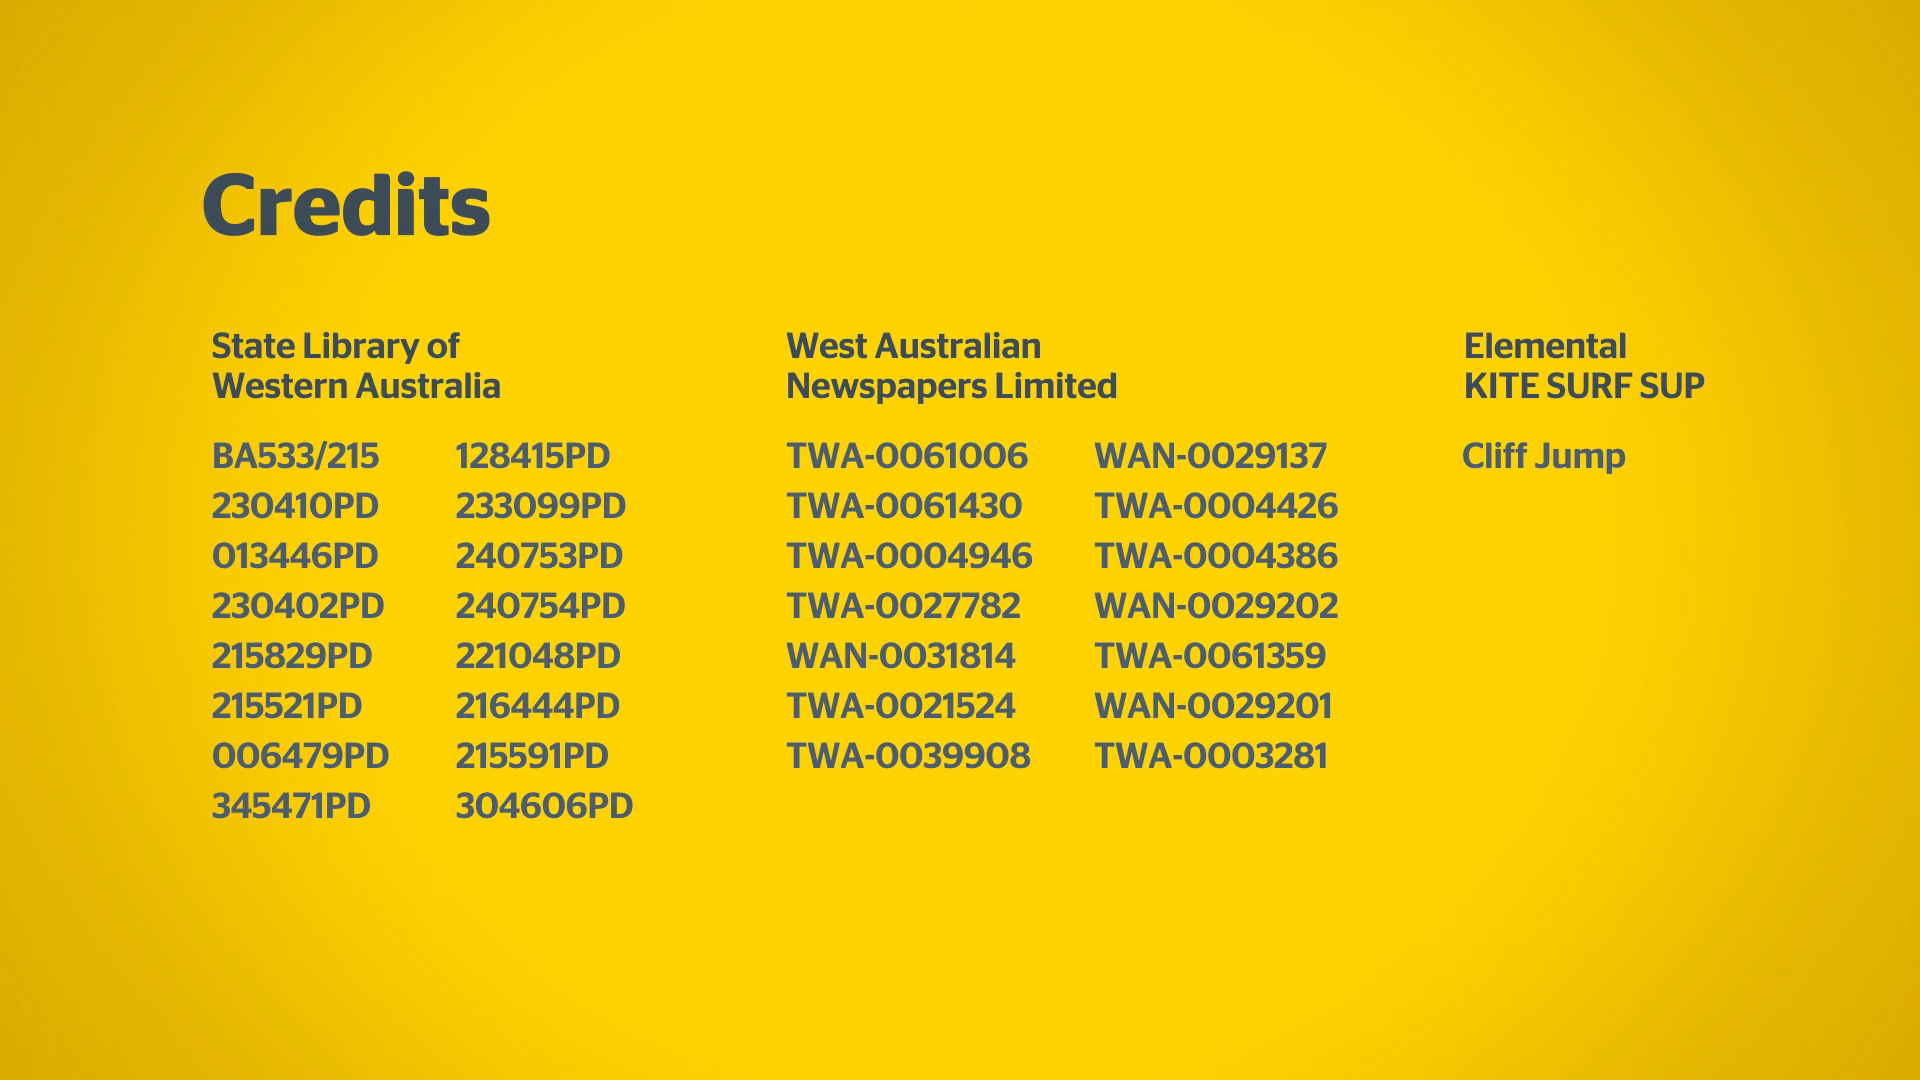 Credits
State Library of
Western Australia
BA533/215
230410PD
013446PD
230402PD
215829PD
215521PD
006479PD
345471PD
128415PD
233099PD
240753PD
240754PD
221048PD
216444PD
215591PD
304606PD
West Australian
Newspapers Limited
TWA-0061006
TWA-0061430
TWA-0004946
TWA-0027782
WAN-0031814
TWA-0021524
TWA-0039908
WAN-0029137
TWA-0004426
TWA-0004386
WAN-0029202
TWA-0061359
WAN-0029201
TWA-0003281
Elemental
KITE SURF SUP
Cliff Jump